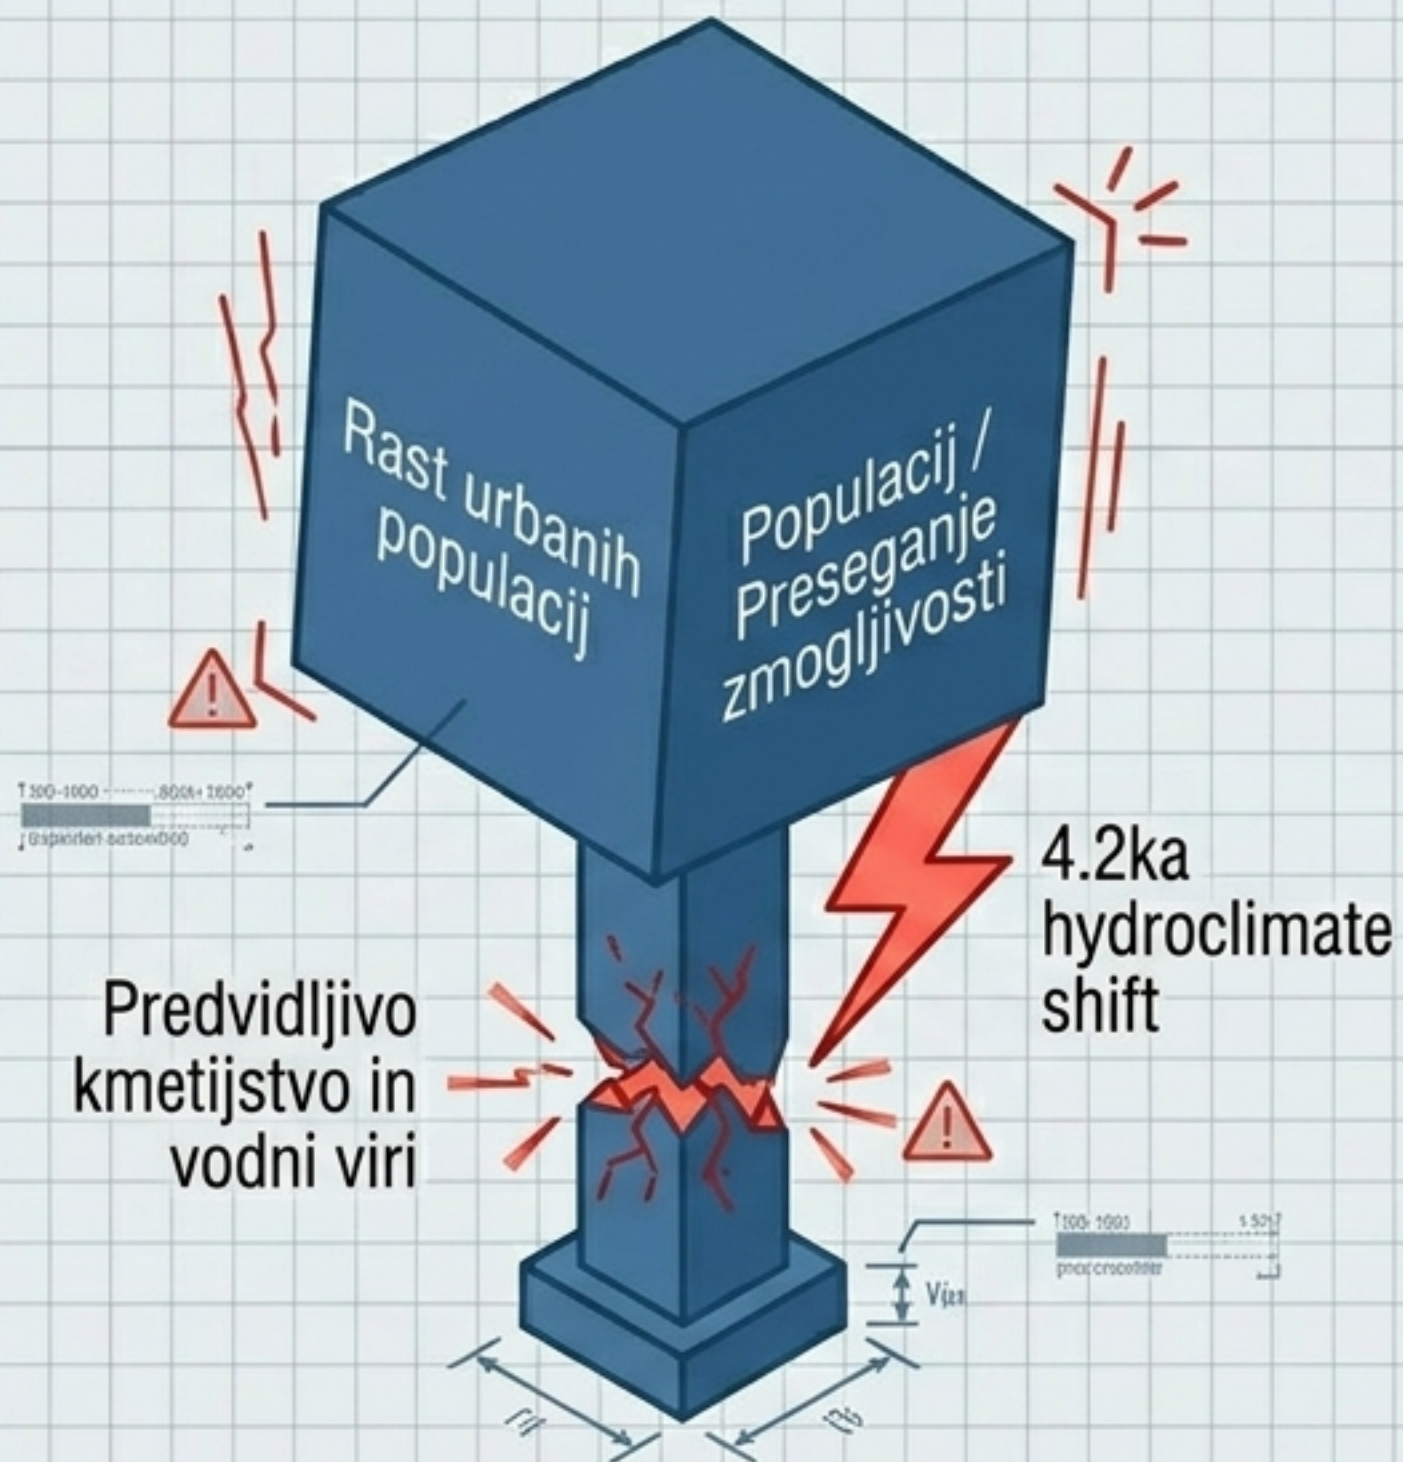 Rast urbanih
populacij
Populacij /
Preseganje
zmogljivosti
4.2ka
hydroclimate
shift
Predvidljivo
kmetijstvo in
vodni viri